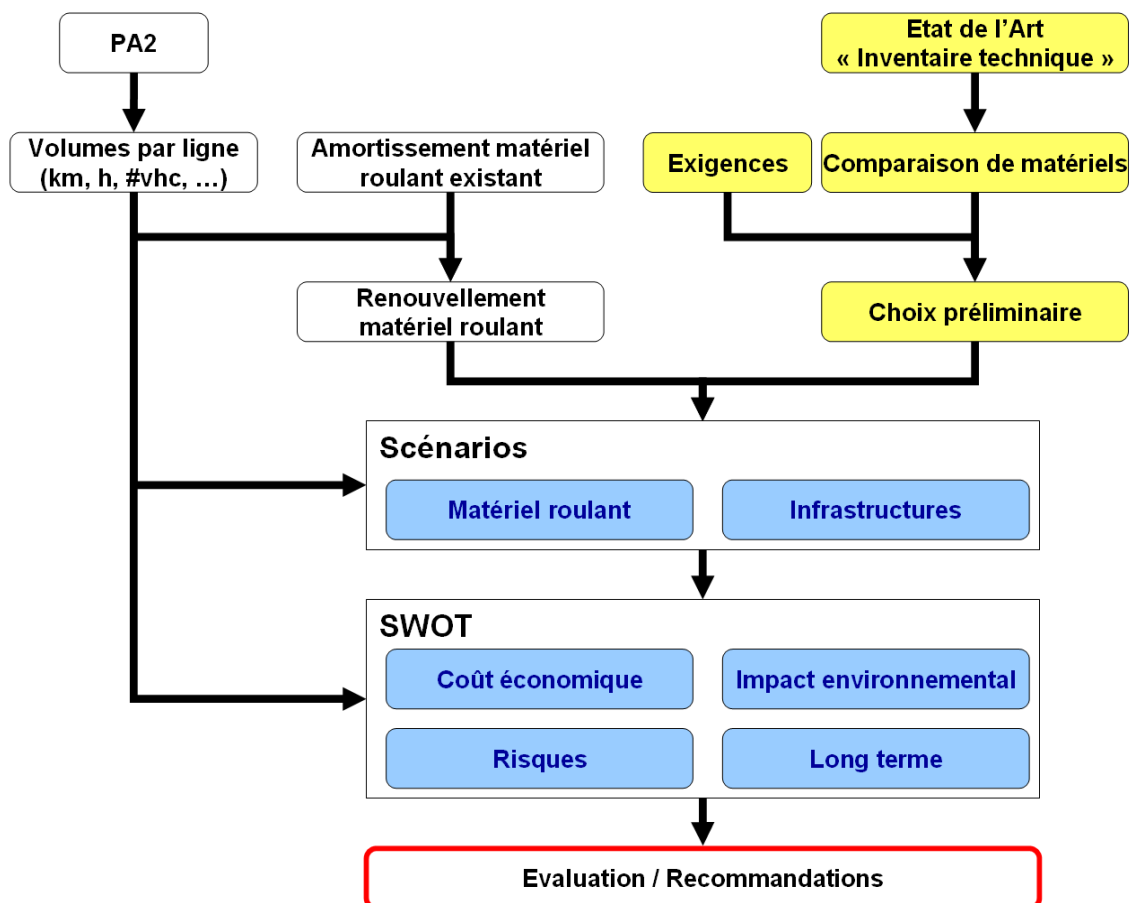 PA2
Etat de l'Art
« Inventaire technique »
Volumes par ligne
(km, h, #vhc, …)
Amortissement matériel
roulant existant
Exigences
Comparaison de matériels
Renouvellement
matériel roulant
Choix préliminaire
Scénarios
Matériel roulant
Infrastructures
SWOT
Coût économique
Impact environnemental
Risques
Long terme
Evaluation / Recommandations